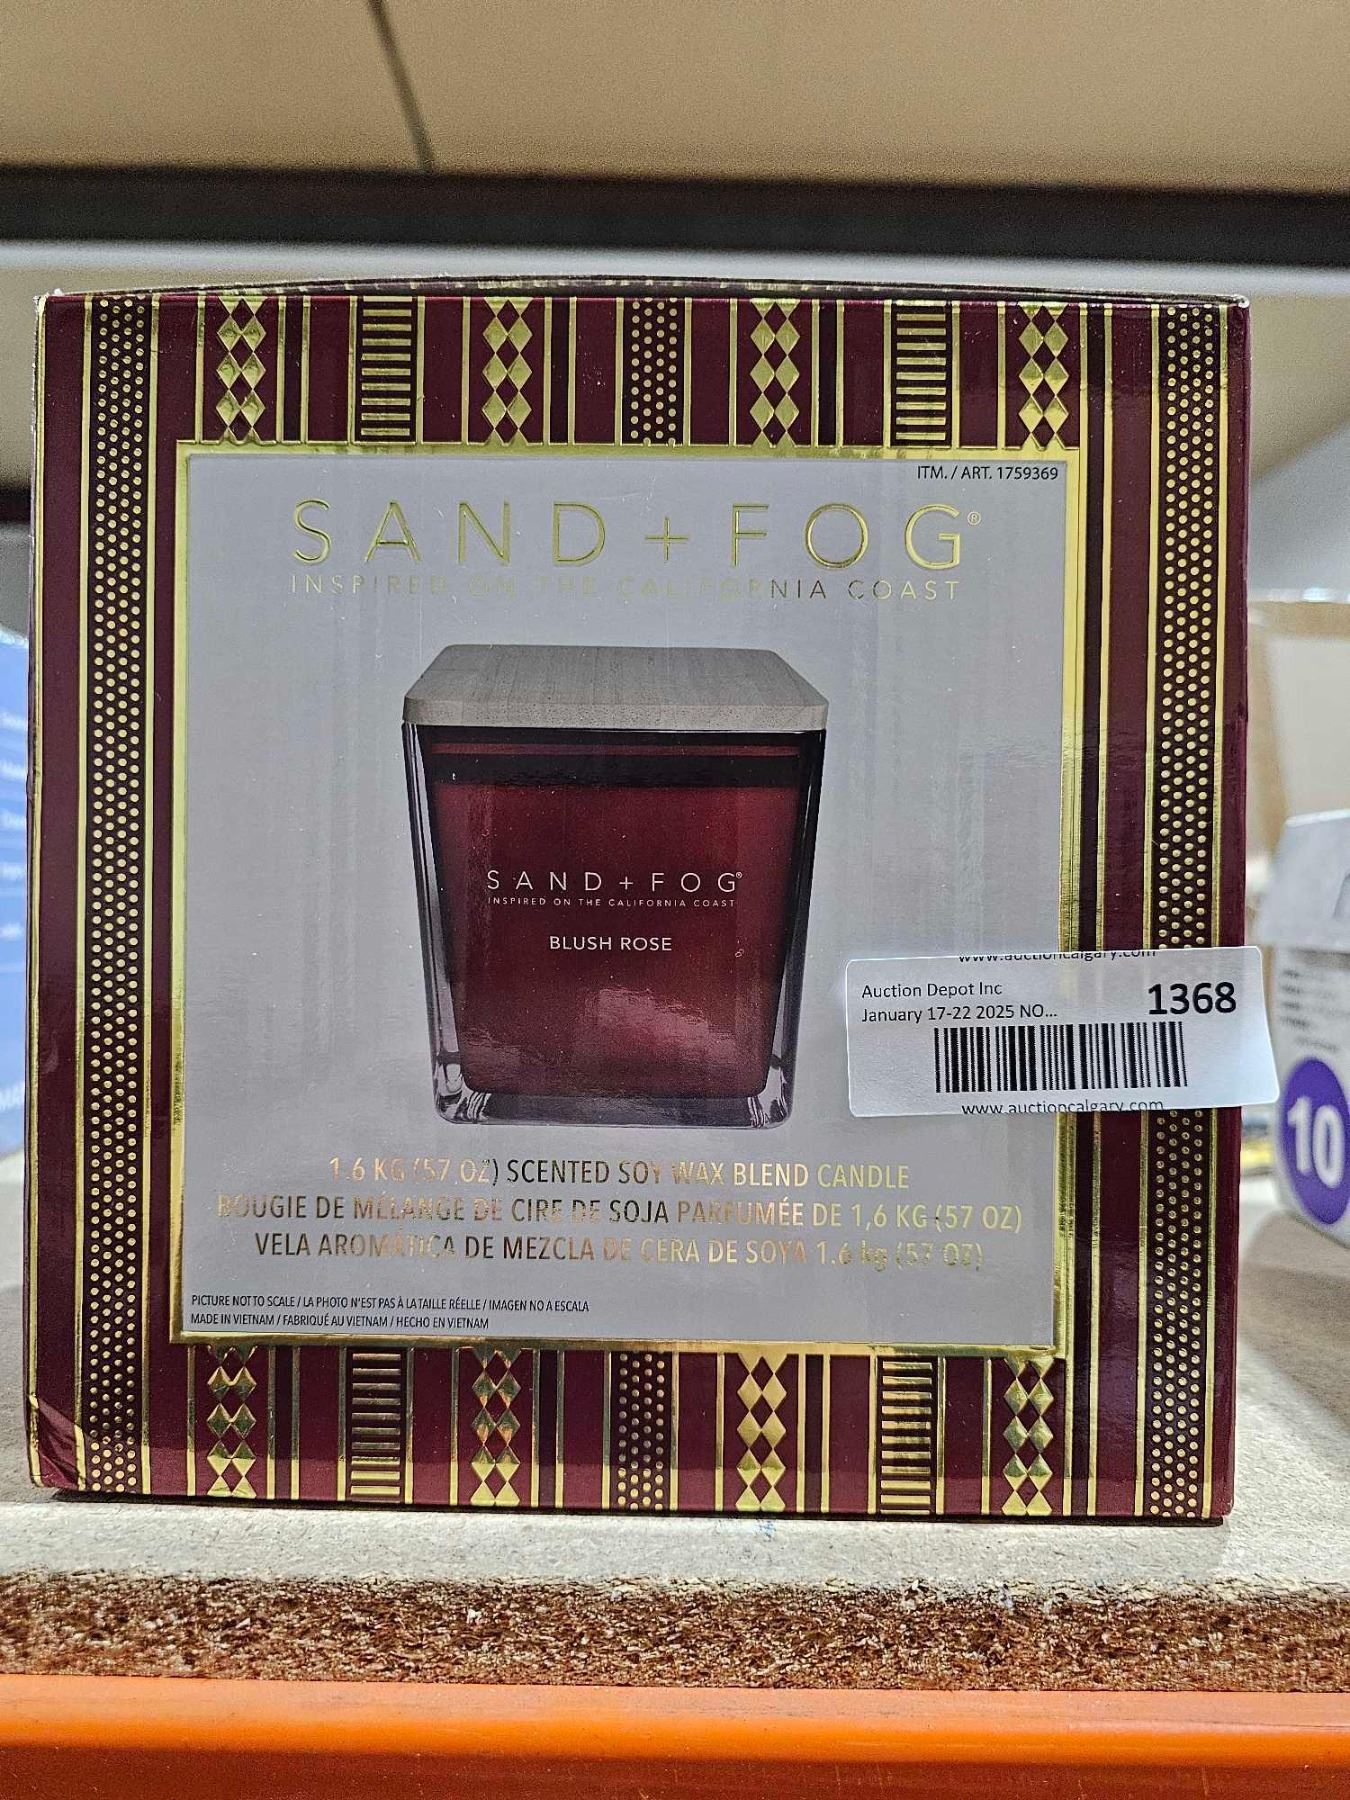 ITM. / ART. 1759369
SAND + FOG®
INSPIRED ON THE CALIFORNIA COAST
SAND + FOG®
INSPIRED ON THE CALIFORNIA COAST
BLUSH ROSE
www.auctioncalgary.com
Auction Depot Inc
1368
January 17-22 2025 NO...
www.auctioncalgary.com
10
1.6 KG (57 OZ) SCENTED SOY WAX BLEND CANDLE
BOUGIE DE MÉLANGE DE CIRE DE SOJA PARFUMÉE DE 1,6 KG (57 OZ)
VELA AROMÁTICA DE MEZCLA DE CERA DE SOYA 1.6 kg (57 OZ)
PICTURE NOT TO SCALE / LA PHOTO N'EST PAS À LA TAILLE RÉELLE / IMAGEN NO A ESCALA
MADE IN VIETNAM / FABRIQUÉ AU VIETNAM / HECHO EN VIETNAM